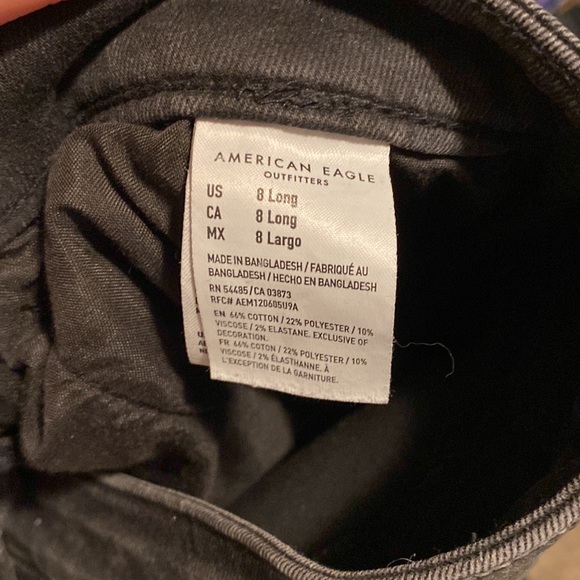 AMERICAN EAGLE
OUTFITTERS
US 8 Long
CA 8 Long
MX 8 Largo
MADE IN BANGLADESH / FABRIQUÉ AU
BANGLADESH / HECHO EN BANGLADESH
RN 54485/CA 03873
RFC# AEM120605U9A
EN 66% COTTON / 22% POLYESTER / 10%
VISCOSE / 2% ELASTANE. EXCLUSIVE OF
DECORATION.
FR 66% COTON / 22% POLYESTER / 10%
VISCOSE / 2% ÉLASTHANNE. À
L'EXCEPTION DE LA GARNITURE.